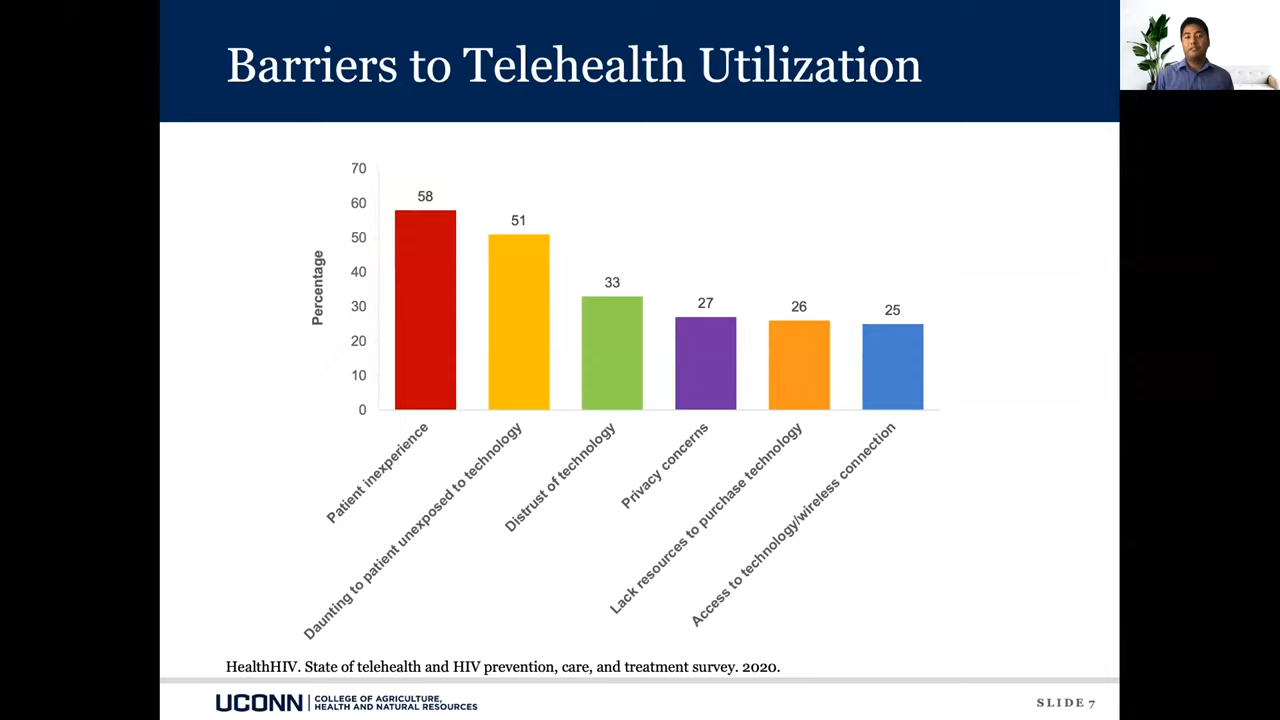 Barriers to Telehealth Utilization
70
60
50
40
30
20
10
0
Percentage
58
51
33
27
26
25
Patient inexperience
Daunting to patient unexposed to technology
Distrust of technology
Privacy concerns
Lack resources to purchase technology
Access to technology/wireless connection
HealthHIV. State of telehealth and HIV prevention, care, and treatment survey. 2020.
UCONN
COLLEGE OF AGRICULTURE,
HEALTH AND NATURAL RESOURCES
SLIDE 7